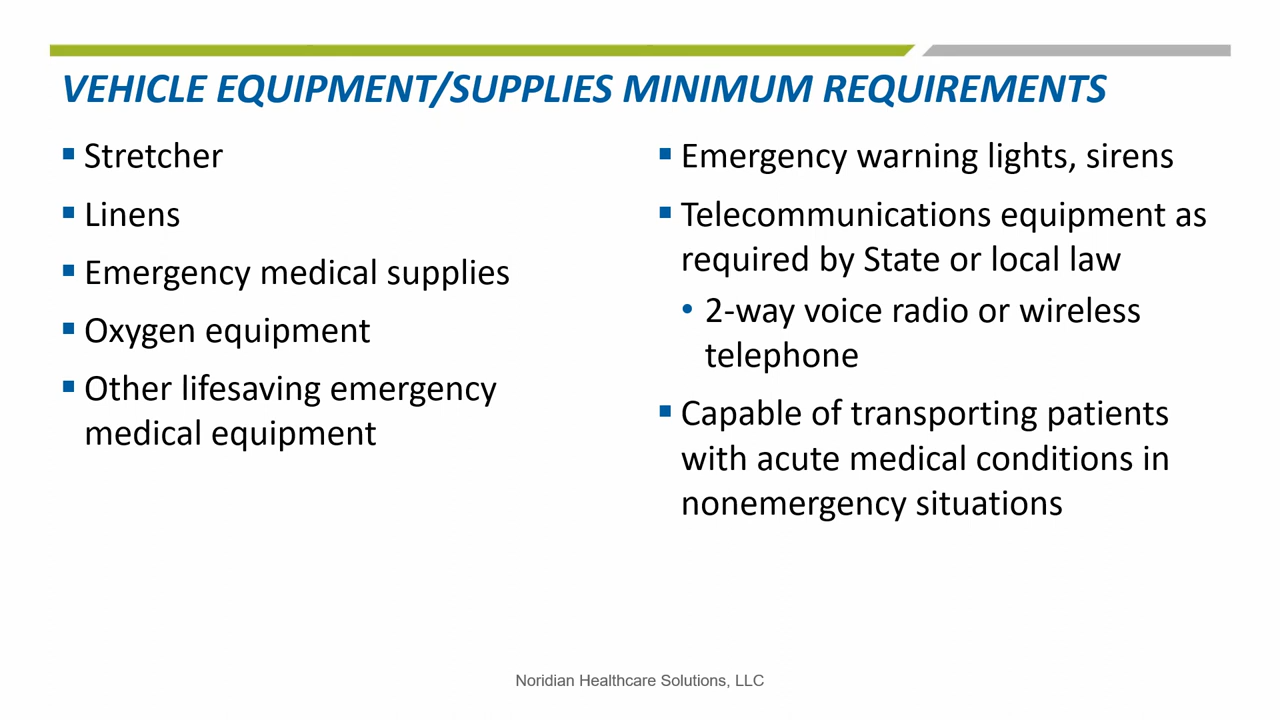 VEHICLE EQUIPMENT/SUPPLIES MINIMUM REQUIREMENTS
Stretcher
Linens
Emergency medical supplies
Oxygen equipment
Other lifesaving emergency
medical equipment
Emergency warning lights, sirens
Telecommunications equipment as
required by State or local law
2-way voice radio or wireless
telephone
Capable of transporting patients
with acute medical conditions in
nonemergency situations
Noridian Healthcare Solutions, LLC